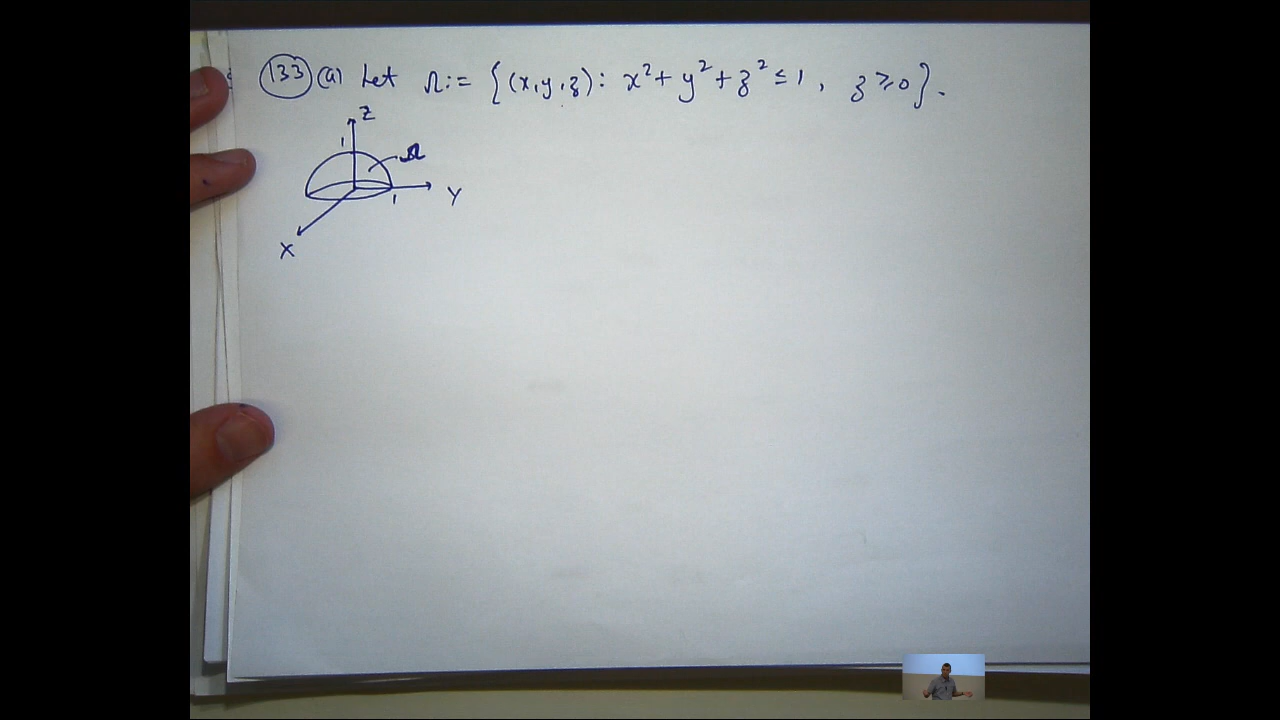 133 (a) Let Ω := {(x,y,z): x²+y²+z² ≤ 1, z ≥ 0}.
Z
1
Ω
1
Y
X